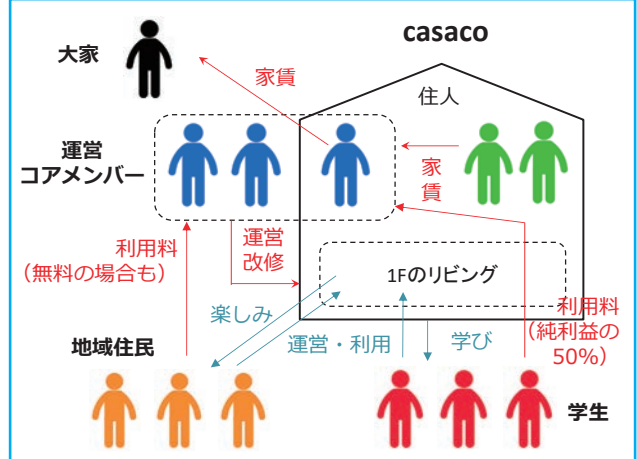 casaco
大家
家賃
住人
運営
コアメンバー
家
賃
利用料
（無料の場合も）
運営
改修
1Fのリビング
楽しみ
運営・利用
学び
利用料
（純利益の
50%）
地域住民
学生